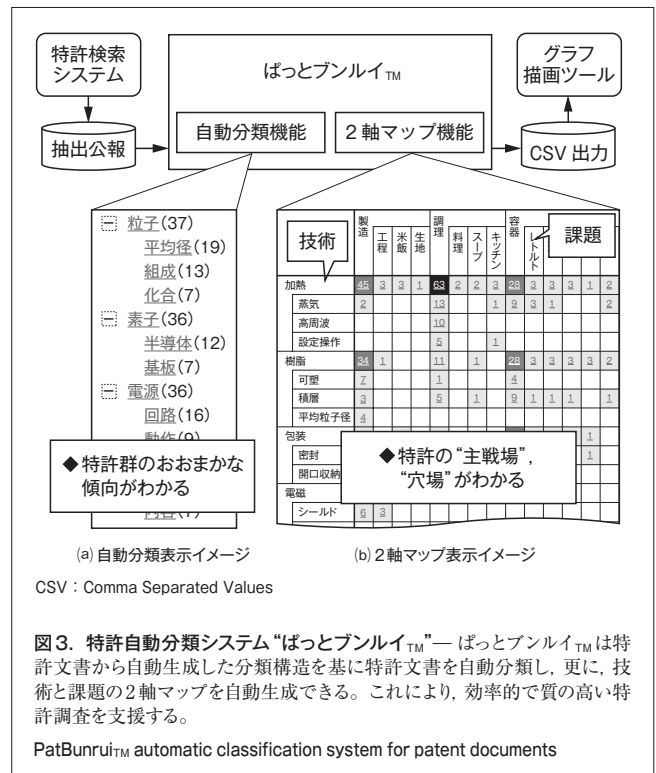 特許検索
システム
ぱっとブンルイTM
グラフ
描画ツール
自動分類機能
2軸マップ機能
抽出公報
CSV 出力
粒子(37)
平均径(19)
組成(13)
化合(7)
素子(36)
半導体(12)
基板(7)
電源(36)
回路(16)
動作(9)
◆特許群のおおまかな
傾向がわかる
内容(7)
技術
課題
製造 工程 米飯 生地 調理 料理 スープ キッチン 容器 レトルト
加熱 45 3 3 1 63 2 2 3 28 3 3 3 1 2
蒸気 2 13 1 9 3 1 2
高周波 10
設定操作 5 1
樹脂 34 1 11 1 28 3 3 3 3 2
可塑 7 1 4
積層 3 5 1 9 1 1 1 1
平均粒子径 4
包装 1
密封 1
開口収納
電磁
シールド 6 3
◆特許の“主戦場”,
“穴場”がわかる
(a)自動分類表示イメージ
(b)2軸マップ表示イメージ
CSV:Comma Separated Values
図3. 特許自動分類システム“ぱっとブンルイTM”— ぱっとブンルイTMは特
許文書から自動生成した分類構造を基に特許文書を自動分類し, 更に, 技
術と課題の2軸マップを自動生成できる。これにより, 効率的で質の高い特
許調査を支援する。
PatBunruiTM automatic classification system for patent documents